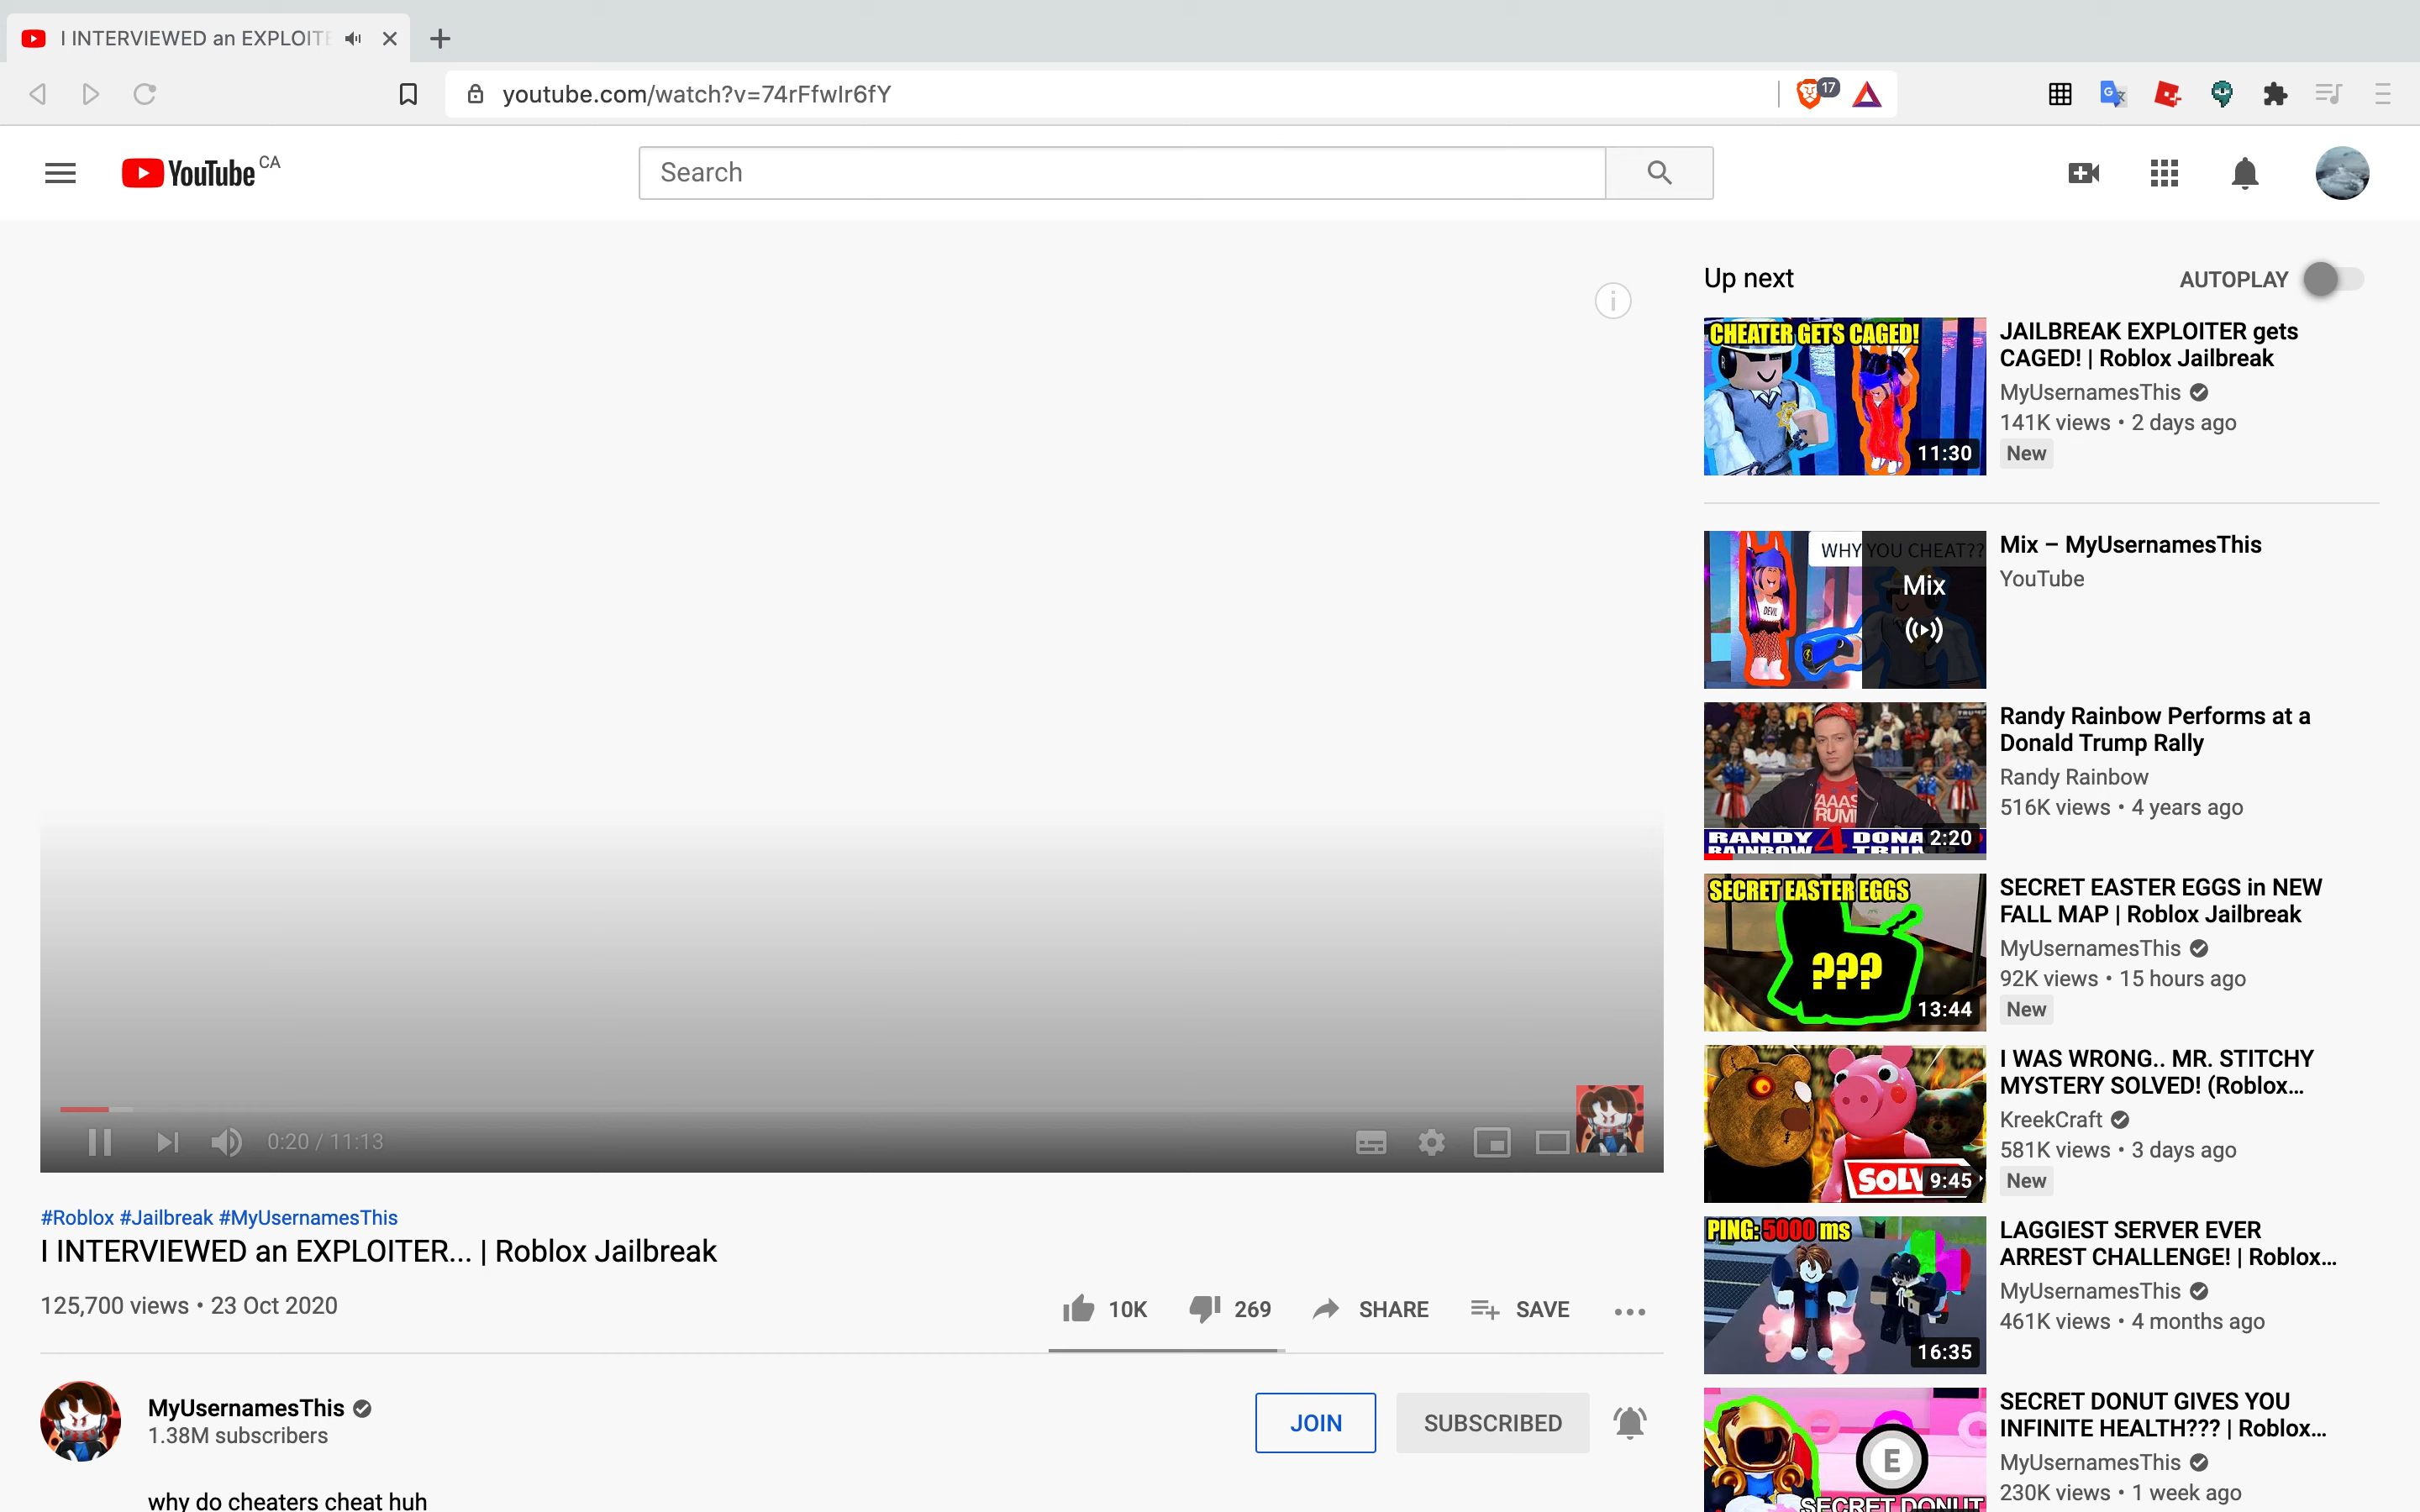 I INTERVIEWED an EXPLOITE
youtube.com/watch?v=74rFfwIr6fY
17
YouTube CA
Search
#Roblox #Jailbreak #MyUsernamesThis
I INTERVIEWED an EXPLOITER... | Roblox Jailbreak
125,700 views • 23 Oct 2020
10K
269
SHARE
SAVE
0:20 / 11:13
MyUsernamesThis
1.38M subscribers
JOIN
SUBSCRIBED
why do cheaters cheat huh
Up next
AUTOPLAY
CHEATER GETS CAGED!
11:30
JAILBREAK EXPLOITER gets
CAGED! | Roblox Jailbreak
MyUsernamesThis
141K views • 2 days ago
New
WHY YOU CHEAT??
DEVIL
Mix
Mix – MyUsernamesThis
YouTube
RANDY 4 DONA
RAINBOW
2:20
Randy Rainbow Performs at a
Donald Trump Rally
Randy Rainbow
516K views • 4 years ago
SECRET EASTER EGGS
???
13:44
SECRET EASTER EGGS in NEW
FALL MAP | Roblox Jailbreak
MyUsernamesThis
92K views • 15 hours ago
New
SOLV
9:45
I WAS WRONG.. MR. STITCHY
MYSTERY SOLVED! (Roblox...
KreekCraft
581K views • 3 days ago
New
PING: 5000 ms
16:35
LAGGIEST SERVER EVER
ARREST CHALLENGE! | Roblox...
MyUsernamesThis
461K views • 4 months ago
E
SECRET DONUT
SECRET DONUT GIVES YOU
INFINITE HEALTH??? | Roblox...
MyUsernamesThis
230K views • 1 week ago